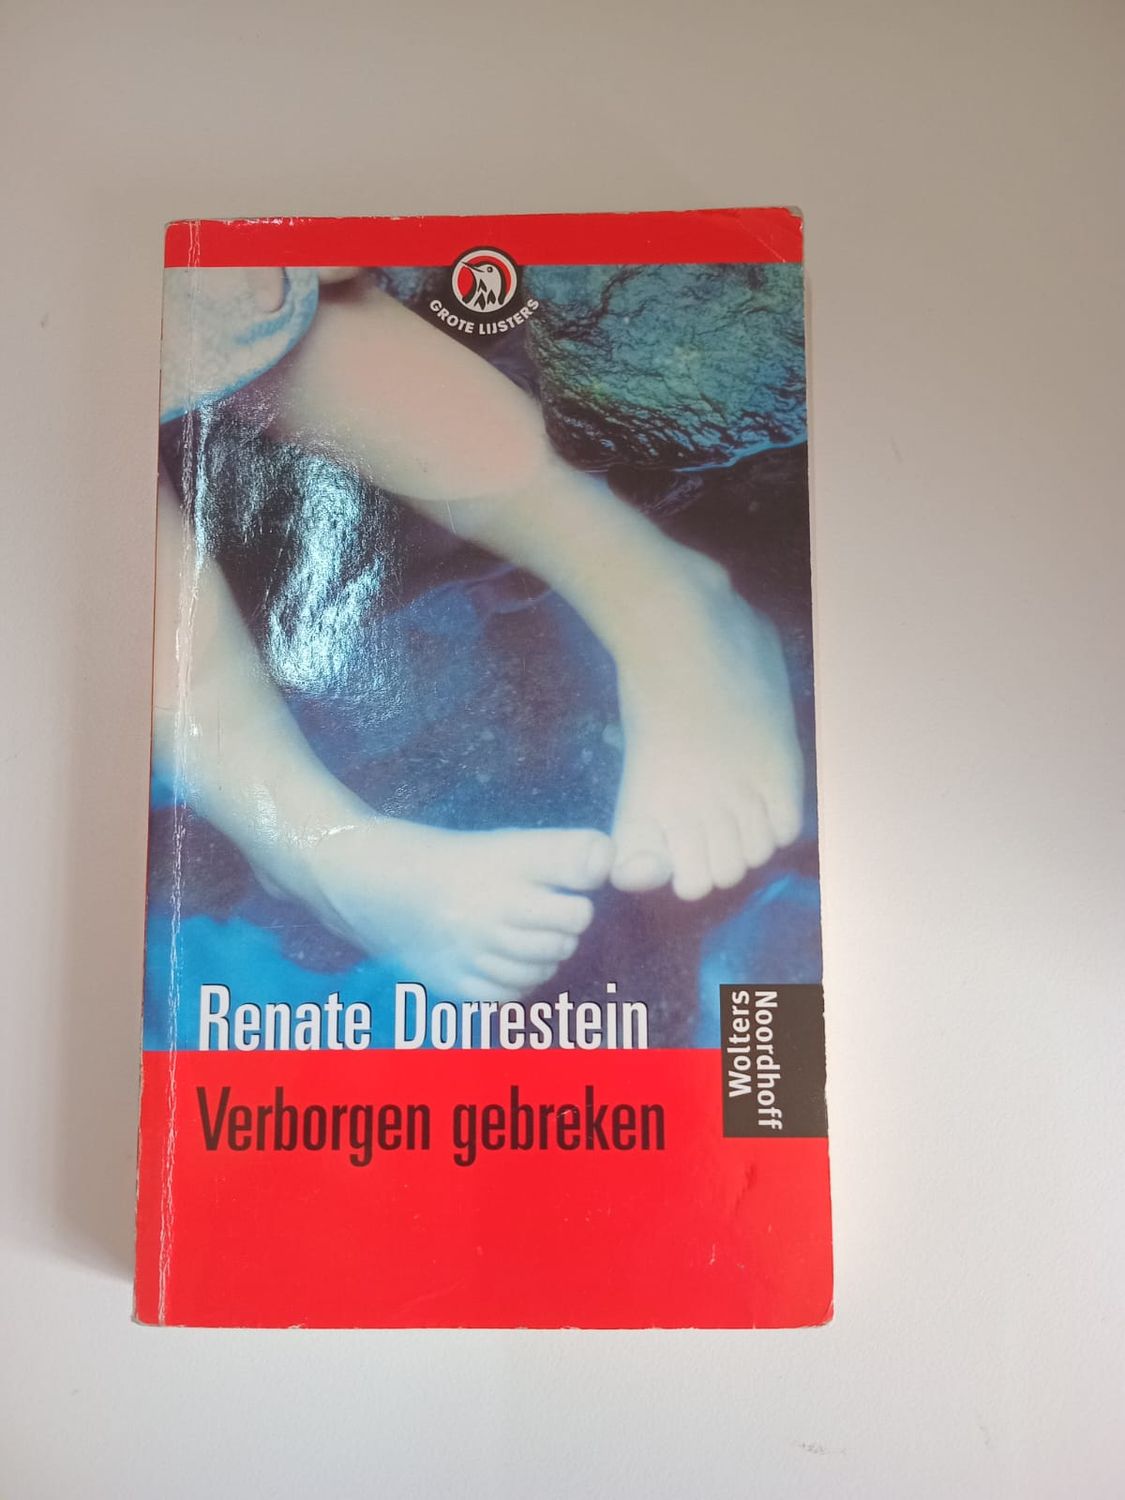 GROTE LIJSTERS
Renate Dorrestein
Verborgen gebreken
Wolters
Noordhoff